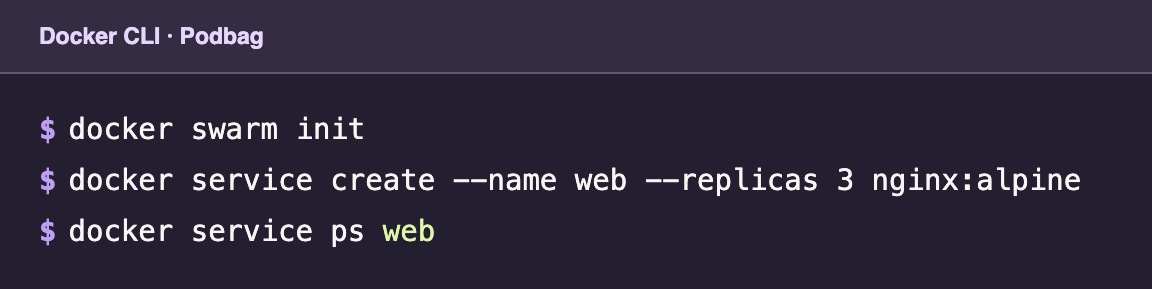 Docker CLI · Podbag
$ docker swarm init
$ docker service create --name web --replicas 3 nginx:alpine
$ docker service ps web